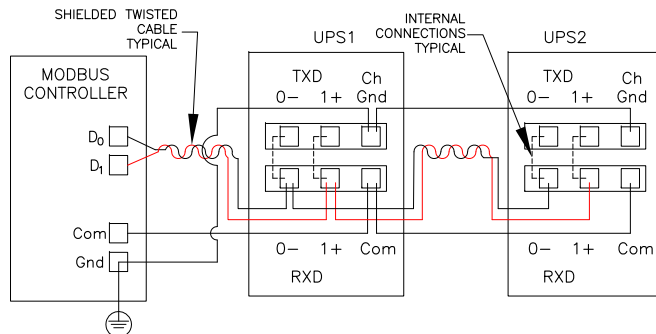 SHIELDED TWISTED
CABLE
TYPICAL
UPS1
INTERNAL
CONNECTIONS
TYPICAL
UPS2
MODBUS
CONTROLLER
TXD
0- 1+
Ch
Gnd
TXD
0- 1+
Ch
Gnd
D0
D1
Com
Gnd
0- 1+ Com
RXD
0- 1+ Com
RXD